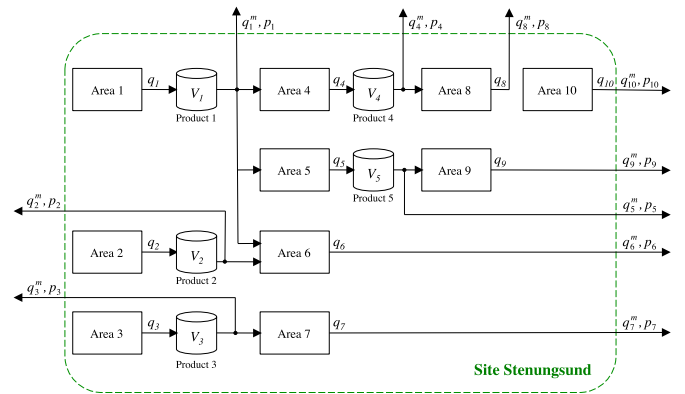 q₁ᵐ, p₁
q₄ᵐ, p₄
q₈ᵐ, p₈
Area 1
q₁
V₁
Product 1
Area 4
q₄
V₄
Product 4
Area 8
q₈
Area 10
q₁₀
q₁₀ᵐ, p₁₀
Area 5
q₅
V₅
Product 5
Area 9
q₉
q₉ᵐ, p₉
q₂ᵐ, p₂
q₅ᵐ, p₅
Area 2
q₂
V₂
Product 2
Area 6
q₆
q₆ᵐ, p₆
q₃ᵐ, p₃
Area 3
q₃
V₃
Product 3
Area 7
q₇
q₇ᵐ, p₇
Site Stenungsund